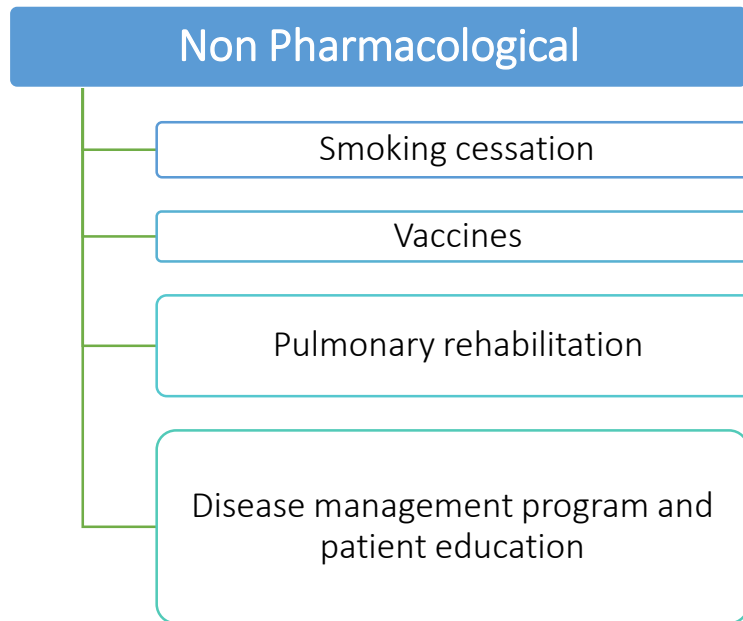 Non Pharmacological
Smoking cessation
Vaccines
Pulmonary rehabilitation
Disease management program and
patient education